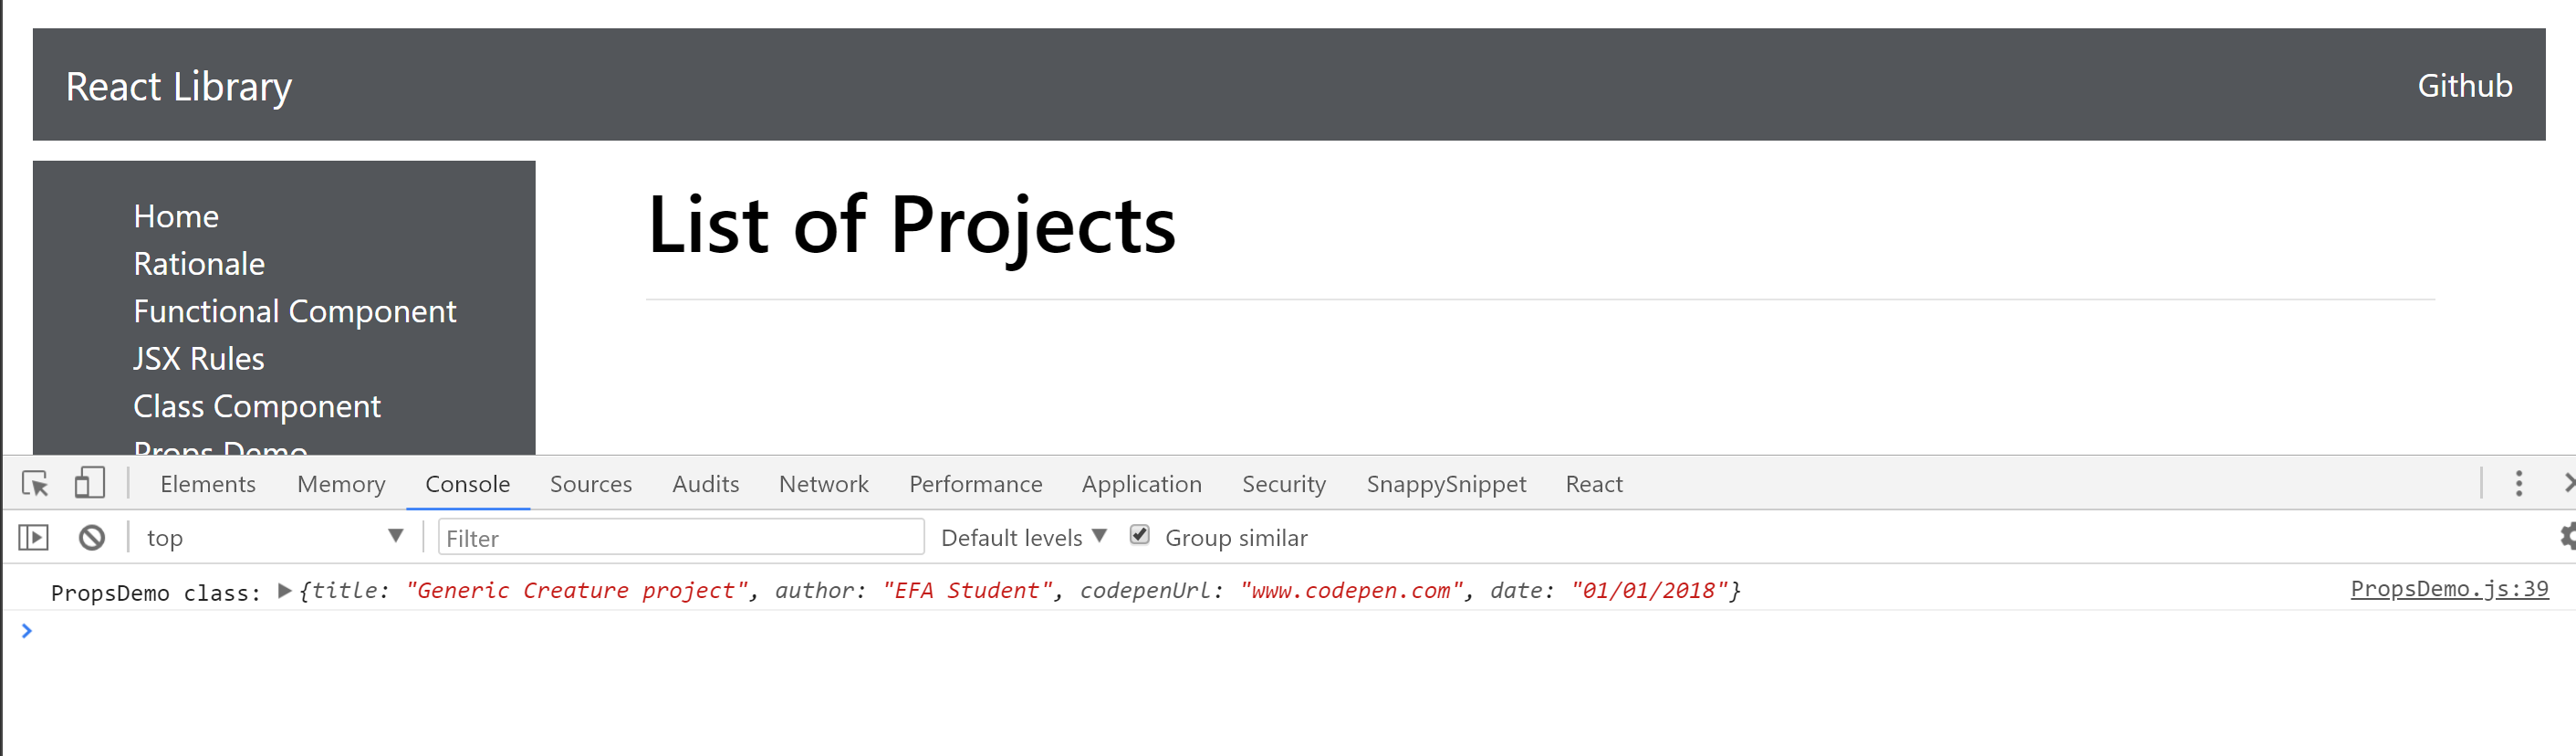 React Library Github
Home
Rationale
Functional Component
JSX Rules
Class Component
Props Demo
List of Projects
Elements Memory Console Sources Audits Network Performance Application Security SnappySnippet React
top Filter Default levels Group similar
PropsDemo class: {title: "Generic Creature project", author: "EFA Student", codepenUrl: "www.codepen.com", date: "01/01/2018"} PropsDemo.js:39